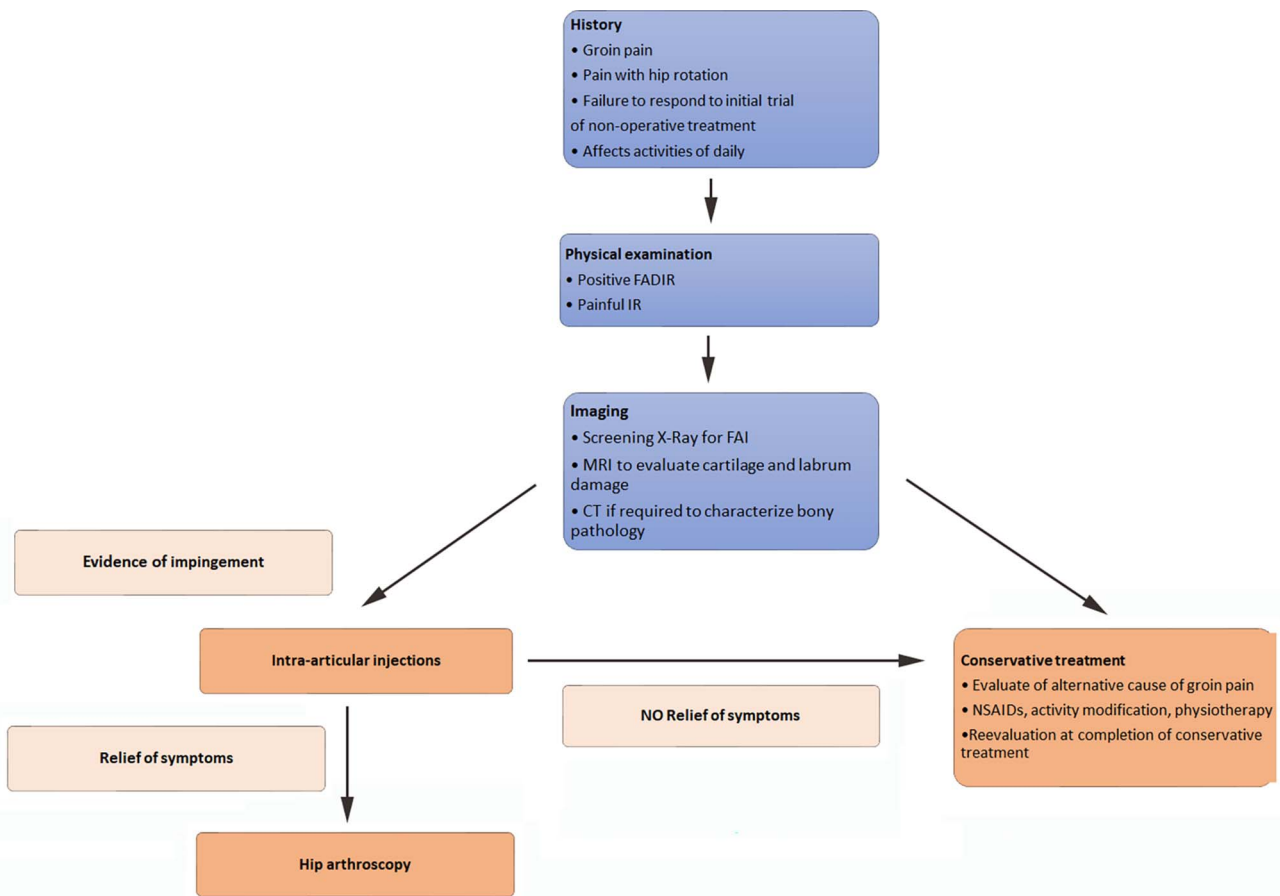 History
• Groin pain
• Pain with hip rotation
• Failure to respond to initial trial
of non-operative treatment
• Affects activities of daily
Physical examination
• Positive FADIR
• Painful IR
Imaging
• Screening X-Ray for FAI
• MRI to evaluate cartilage and labrum
damage
• CT if required to characterize bony
pathology
Evidence of impingement
Intra-articular injections
NO Relief of symptoms
Conservative treatment
• Evaluate of alternative cause of groin pain
• NSAIDs, activity modification, physiotherapy
•Reevaluation at completion of conservative
treatment
Relief of symptoms
Hip arthroscopy